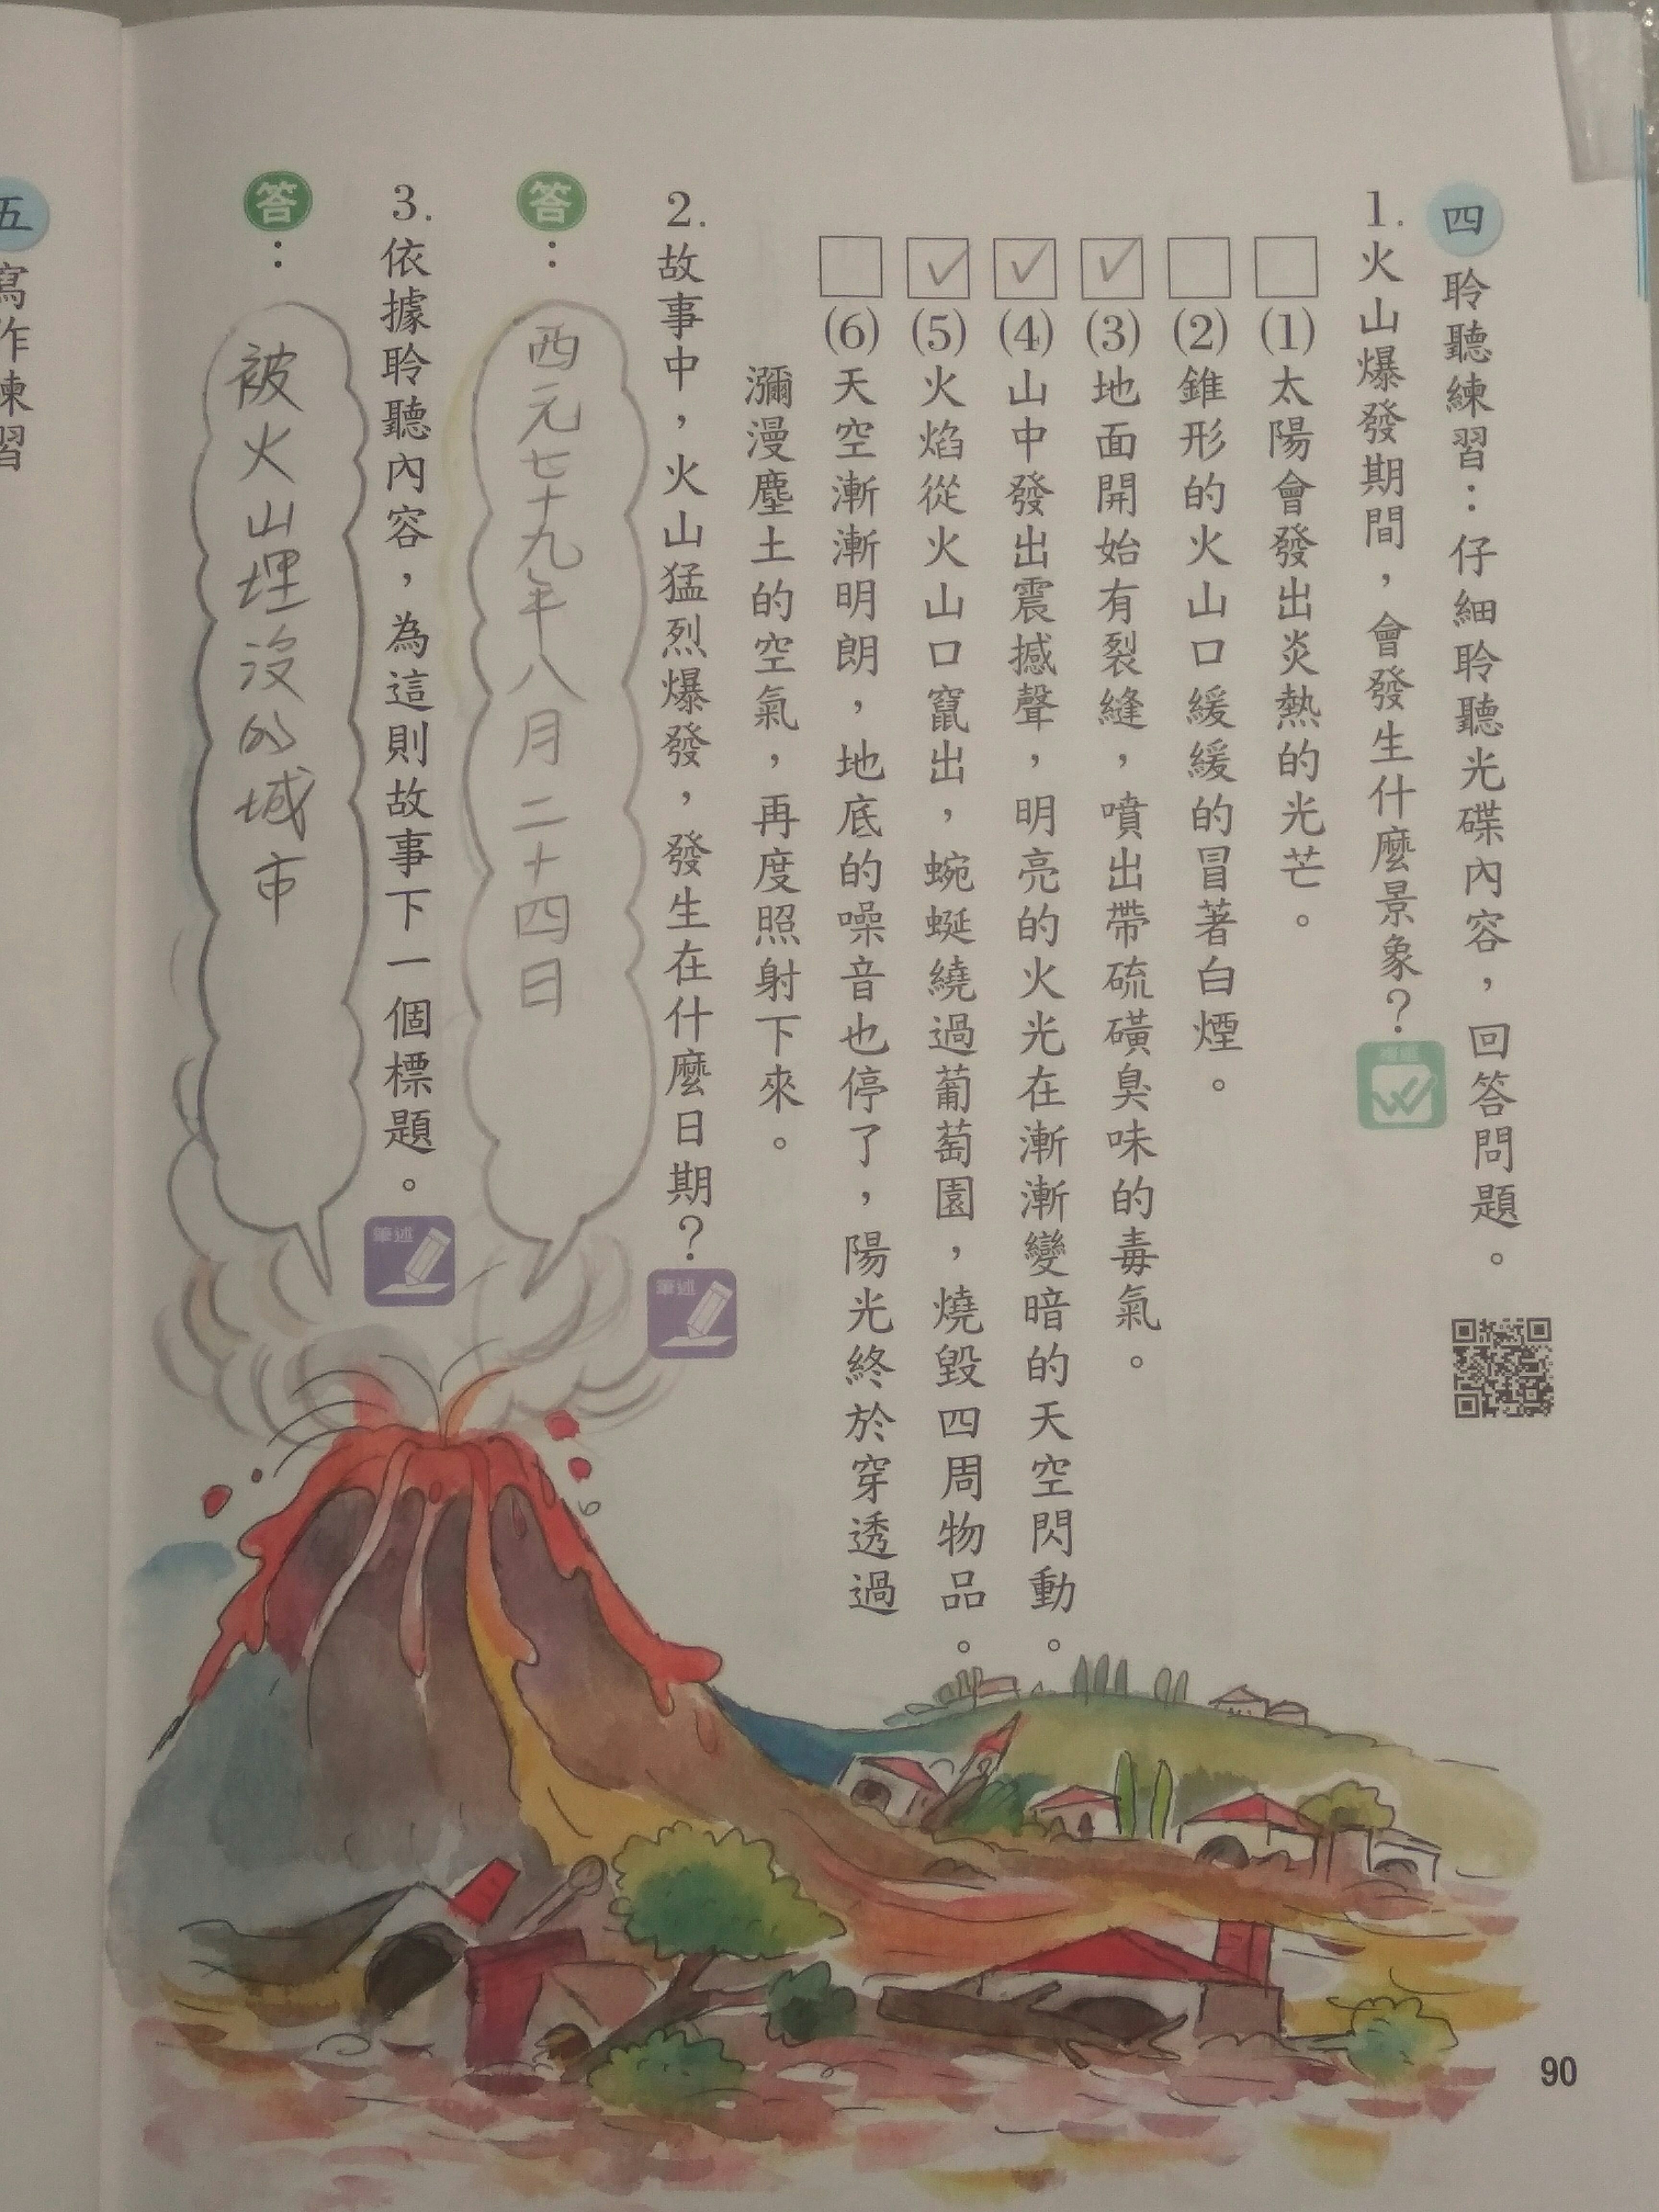 四 聆聽練習：仔細聆聽光碟內容，回答問題。
1.火山爆發期間，會發生什麼景象？
複選
(1)太陽會發出炎熱的光芒。
(2)錐形的火山口緩緩的冒著白煙。
(3)地面開始有裂縫，噴出帶硫磺臭味的毒氣。
(4)山中發出震撼聲，明亮的火光在漸漸變暗的天空閃動。
(5)火焰從火山口竄出，蜿蜒繞過葡萄園，燒毀四周物品。
(6)天空漸漸明朗，地底的噪音也停了，陽光終於穿透過
瀰漫塵土的空氣，再度照射下來。
2.故事中，火山猛烈爆發，發生在什麼日期？
筆述
答：西元七十九年八月二十四日
3.依據聆聽內容，為這則故事下一個標題。
筆述
答：被火山埋沒的城市
90
五 寫作練習